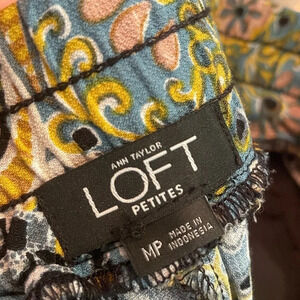 ANN TAYLOR
LOFT
PETITES
MP
MADE IN
INDONESIA